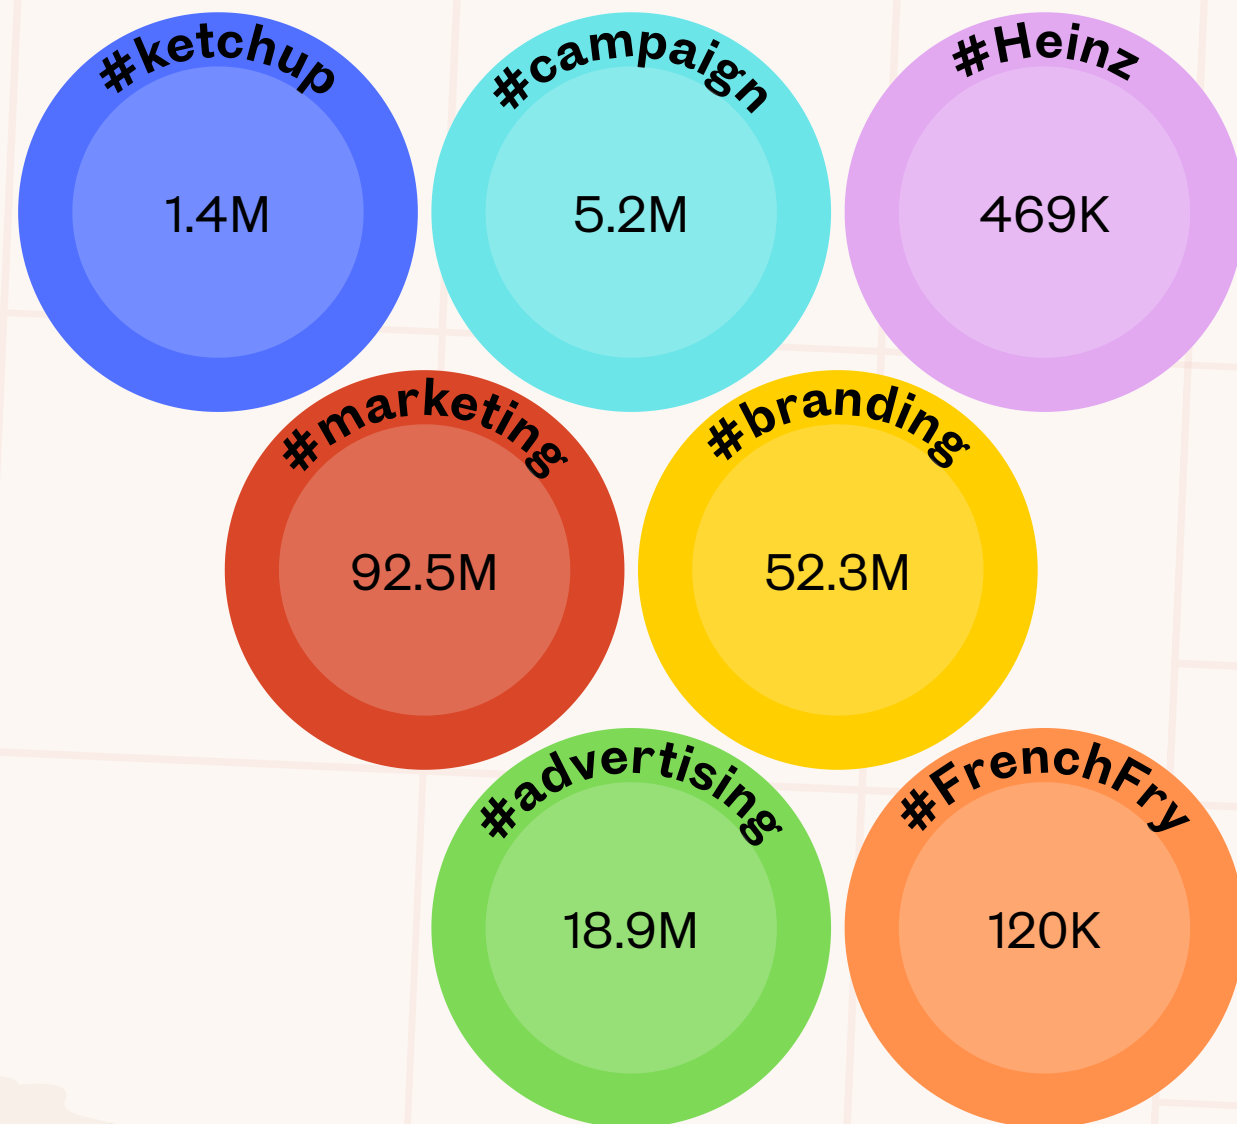 #ketchup
1.4M
#campaign
5.2M
#Heinz
469K
#marketing
92.5M
#branding
52.3M
#advertising
18.9M
#FrenchFry
120K